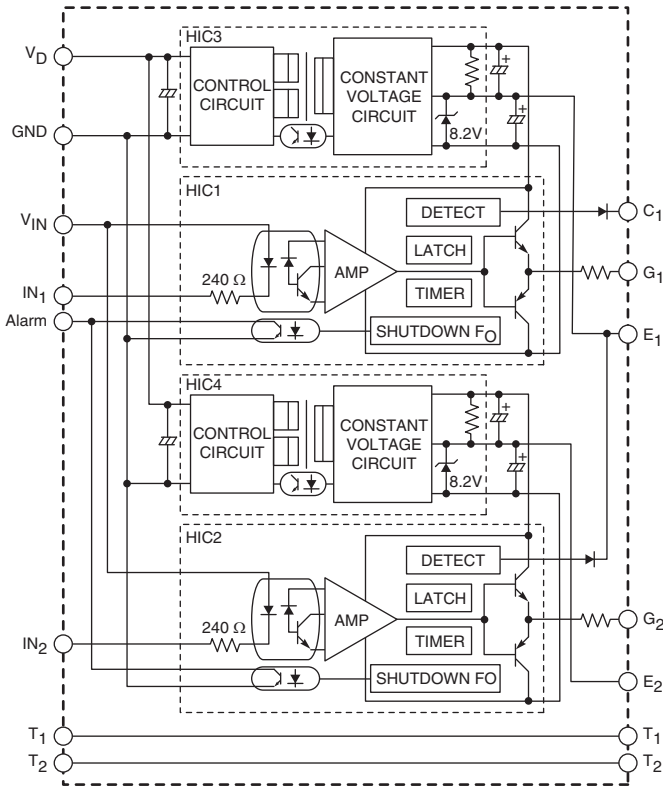 HIC3
V_D
CONTROL CIRCUIT
CONSTANT VOLTAGE CIRCUIT
+
+
8.2V
GND
HIC1
V_IN
DETECT
C_1
LATCH
240 Ω
AMP
G_1
IN_1
TIMER
Alarm
SHUTDOWN F_O
E_1
HIC4
CONTROL CIRCUIT
CONSTANT VOLTAGE CIRCUIT
+
+
8.2V
HIC2
DETECT
LATCH
240 Ω
AMP
G_2
IN_2
TIMER
SHUTDOWN FO
E_2
T_1
T_1
T_2
T_2